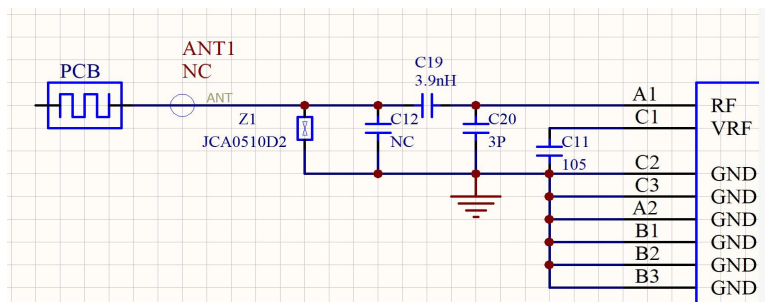 ANT1
NC
PCB
ANT
Z1
JCA0510D2
C12
NC
C19
3.9nH
C20
3P
C11
105
A1
RF
C1
VRF
C2
GND
C3
GND
A2
GND
B1
GND
B2
GND
B3
GND